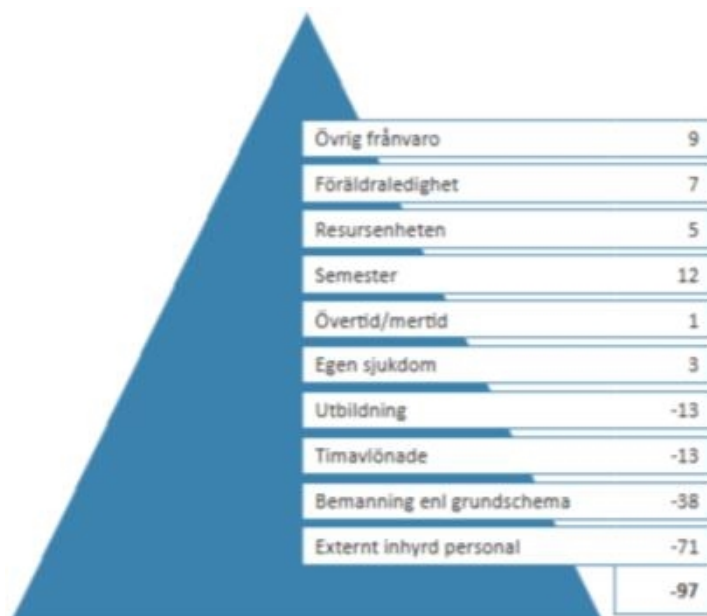 Övrig frånvaro 9
Föräldraledighet 7
Resursenheten 5
Semester 12
Övertid/mertid 1
Egen sjukdom 3
Utbildning -13
Timavlönade -13
Bemanning enl grundschema -38
Externt inhyrd personal -71
-97